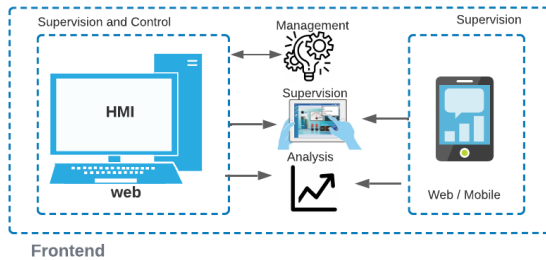 Supervision and Control
Management
Supervision
HMI
Supervision
Analysis
web
Web / Mobile
Frontend